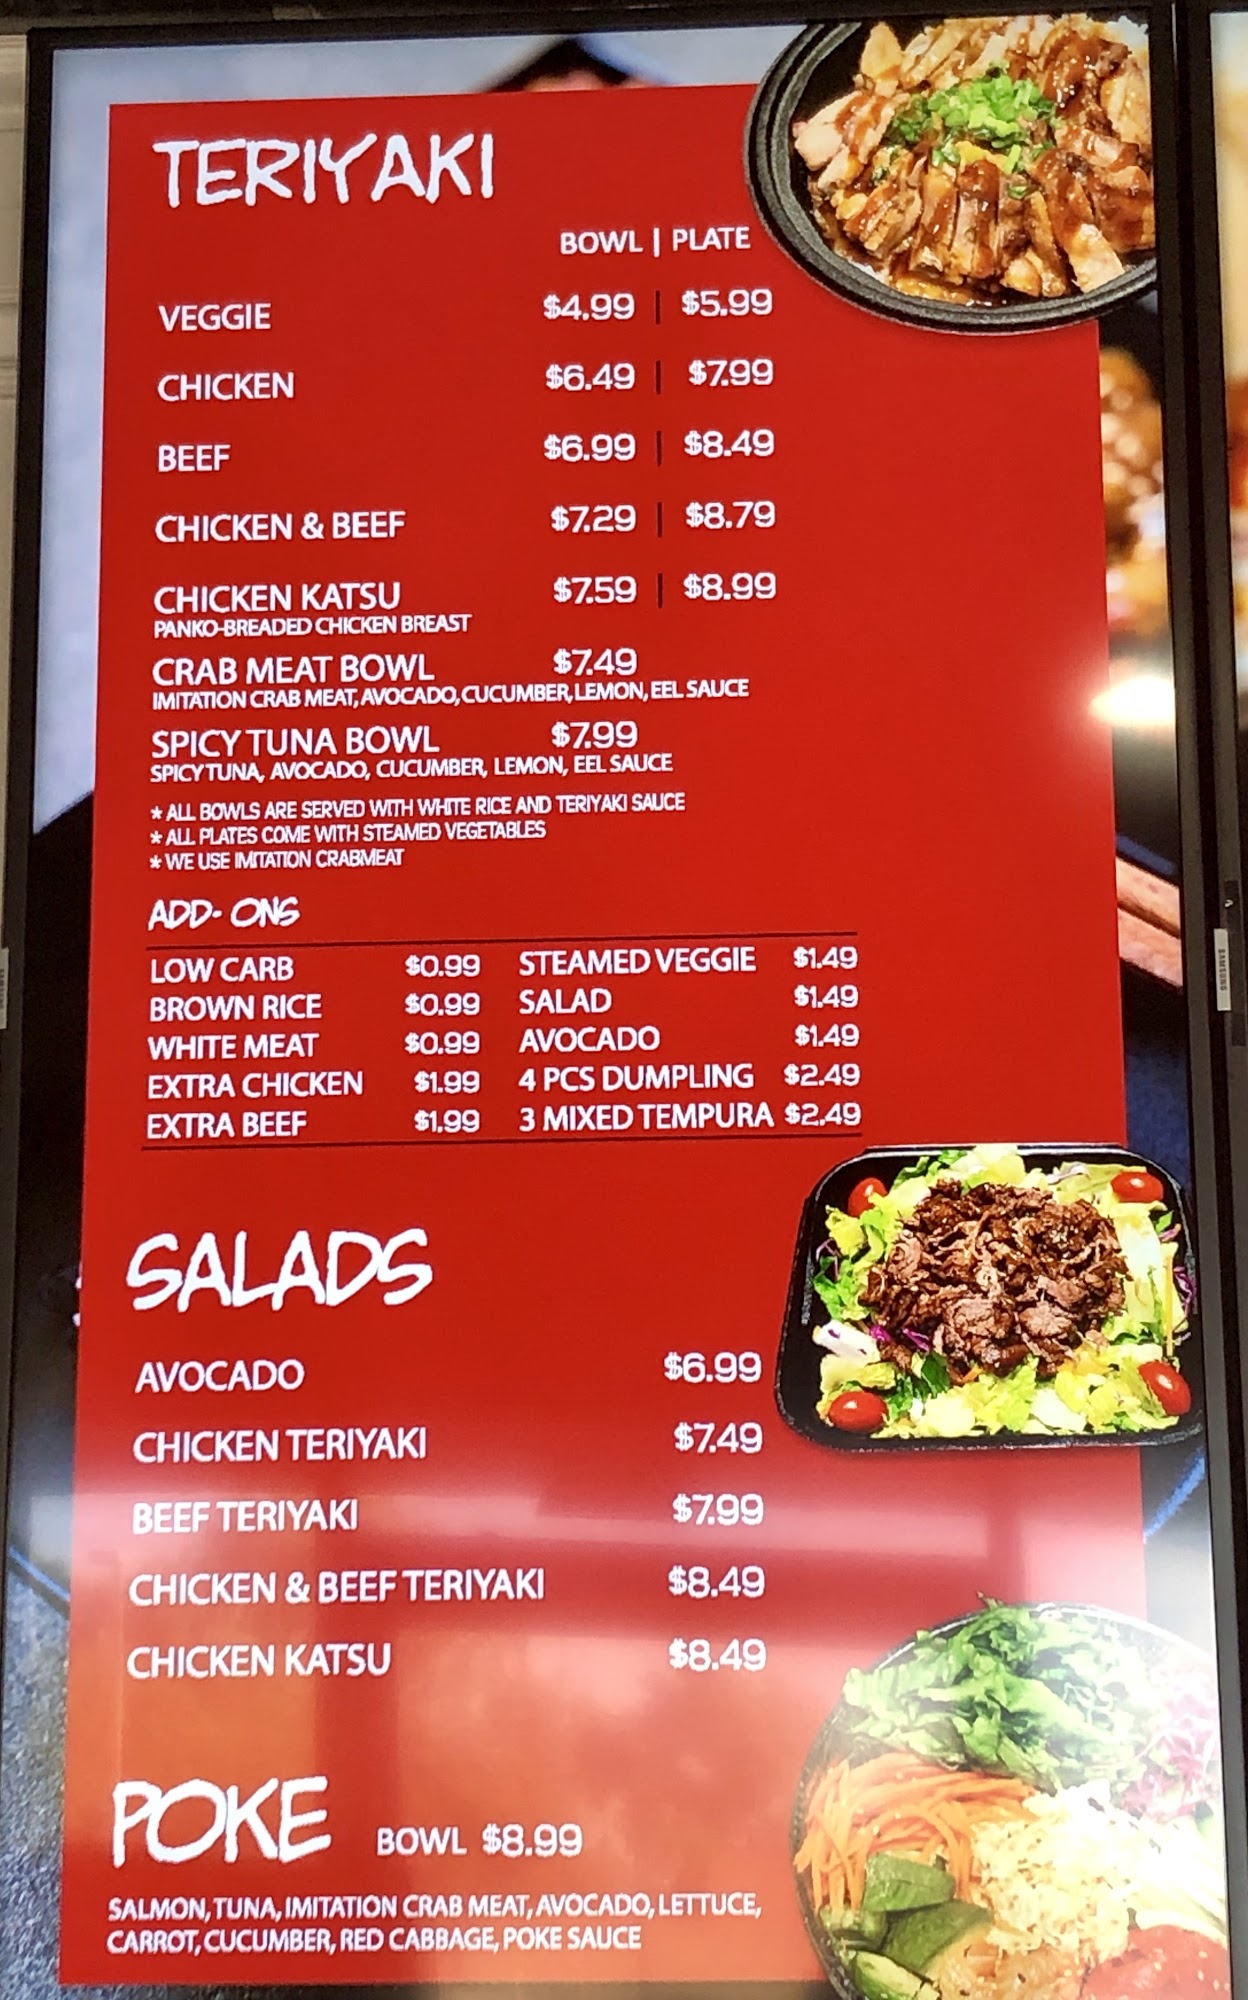 TERIYAKI
BOWL | PLATE
VEGGIE $4.99 | $5.99
CHICKEN $6.49 | $7.99
BEEF $6.99 | $8.49
CHICKEN & BEEF $7.29 | $8.79
CHICKEN KATSU $7.59 | $8.99
PANKO-BREADED CHICKEN BREAST
CRAB MEAT BOWL $7.49
IMITATION CRAB MEAT, AVOCADO, CUCUMBER, LEMON, EEL SAUCE
SPICY TUNA BOWL $7.99
SPICY TUNA, AVOCADO, CUCUMBER, LEMON, EEL SAUCE
* ALL BOWLS ARE SERVED WITH WHITE RICE AND TERIYAKI SAUCE
* ALL PLATES COME WITH STEAMED VEGETABLES
* WE USE IMITATION CRABMEAT
ADD- ONS
LOW CARB $0.99 STEAMED VEGGIE $1.49
BROWN RICE $0.99 SALAD $1.49
WHITE MEAT $0.99 AVOCADO $1.49
EXTRA CHICKEN $1.99 4 PCS DUMPLING $2.49
EXTRA BEEF $1.99 3 MIXED TEMPURA $2.49
SALADS
AVOCADO $6.99
CHICKEN TERIYAKI $7.49
BEEF TERIYAKI $7.99
CHICKEN & BEEF TERIYAKI $8.49
CHICKEN KATSU $8.49
POKE BOWL $8.99
SALMON, TUNA, IMITATION CRAB MEAT, AVOCADO, LETTUCE,
CARROT, CUCUMBER, RED CABBAGE, POKE SAUCE
SAMSUNG